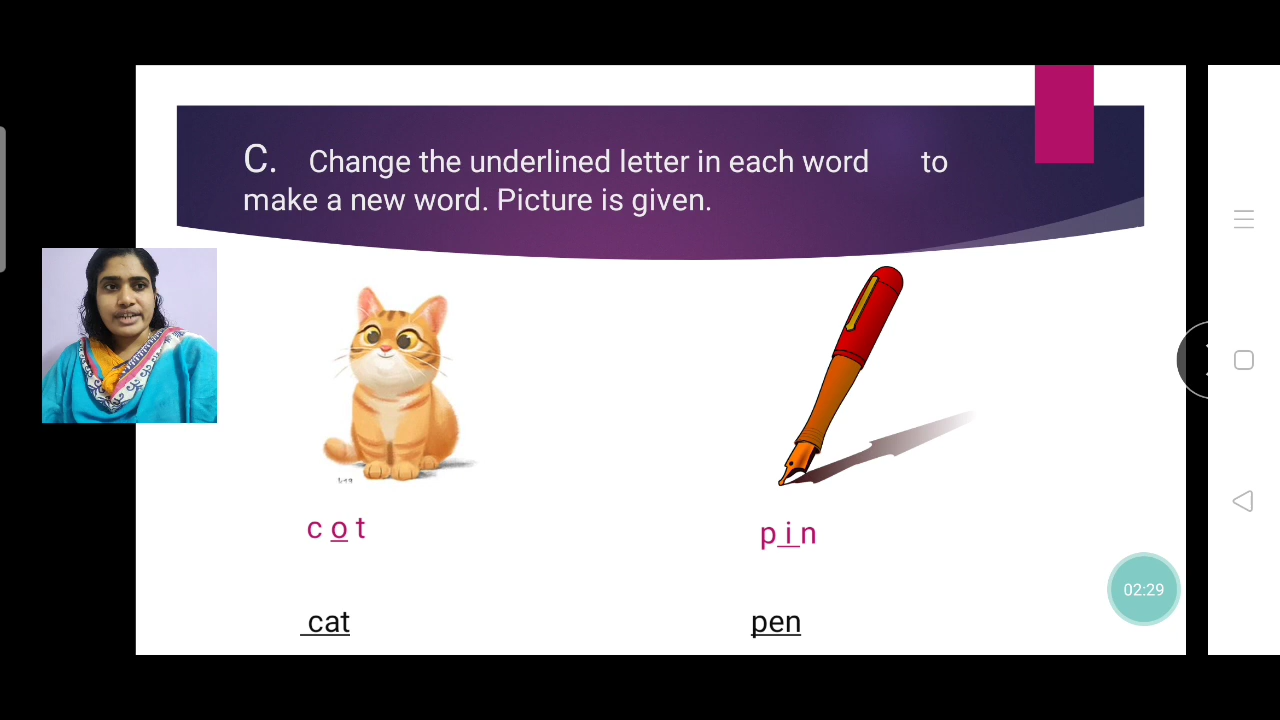 C. Change the underlined letter in each word to
make a new word. Picture is given.
c o t
p i n
cat
pen
02:29